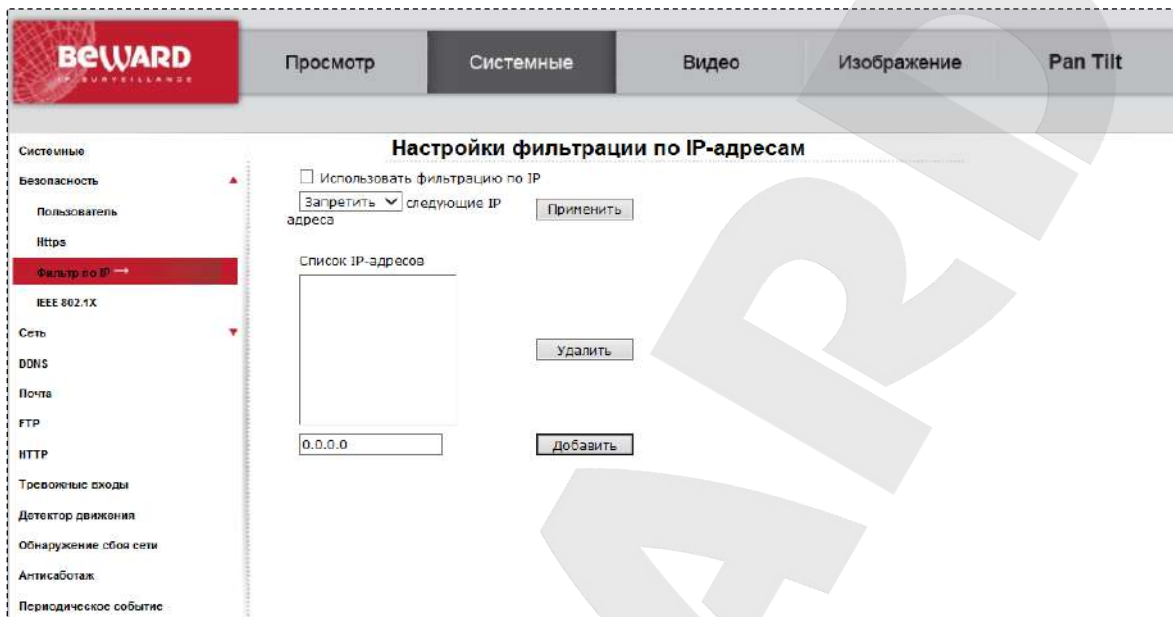 BEWARD
IP SURVEILLANCE
Просмотр
Системные
Видео
Изображение
Pan Tilt
Системные
Безопасность
Пользователь
Https
Фильтр по IP →
IEEE 802.1X
Сеть
DDNS
Почта
FTP
HTTP
Тревожные входы
Детектор движения
Обнаружение сбоя сети
Антисаботаж
Периодическое событие
Настройки фильтрации по IP-адресам
Использовать фильтрацию по IP
Запретить следующие IP
адреса
Применить
Список IP-адресов
Удалить
0.0.0.0
Добавить
ARD